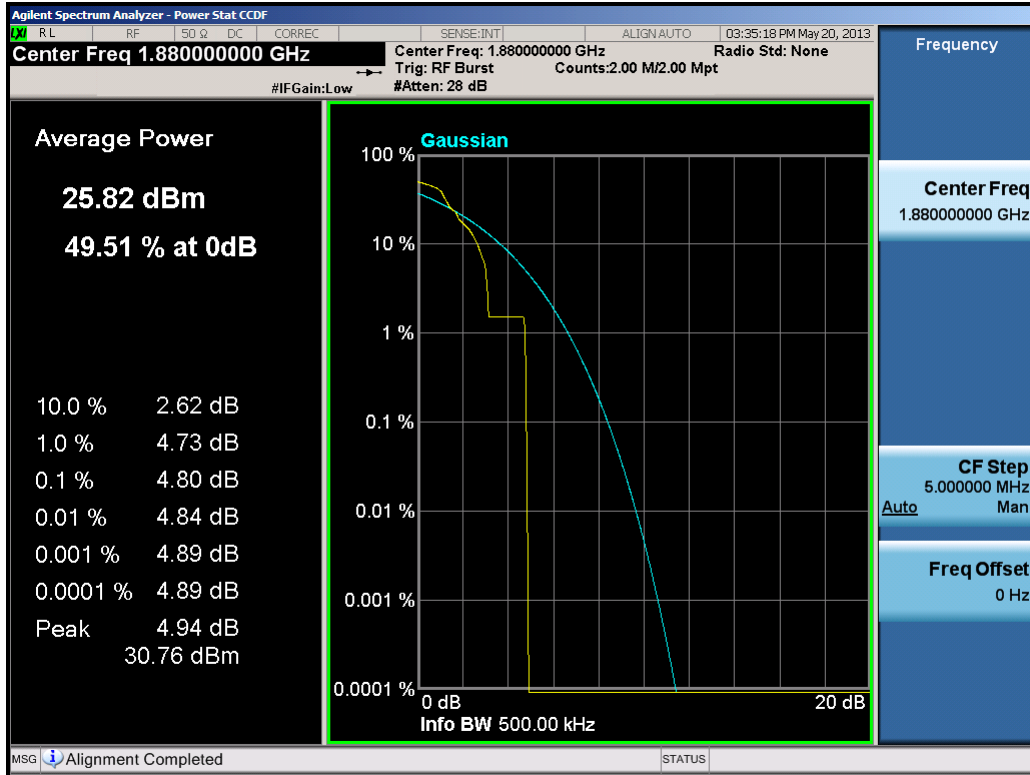 Agilent Spectrum Analyzer - Power Stat CCDF
LXI RL RF 50 Ω DC CORREC SENSE:INT ALIGN AUTO 03:35:18 PM May 20, 2013
Center Freq 1.880000000 GHz
Center Freq: 1.880000000 GHz Radio Std: None
Trig: RF Burst Counts:2.00 M/2.00 Mpt
#IFGain:Low #Atten: 28 dB
Average Power
25.82 dBm
49.51 % at 0dB
10.0 % 2.62 dB
1.0 % 4.73 dB
0.1 % 4.80 dB
0.01 % 4.84 dB
0.001 % 4.89 dB
0.0001 % 4.89 dB
Peak 4.94 dB
30.76 dBm
Gaussian
100 %
10 %
1 %
0.1 %
0.01 %
0.001 %
0.0001 %
0 dB 20 dB
Info BW 500.00 kHz
Frequency
Center Freq
1.880000000 GHz
CF Step
5.000000 MHz
Auto Man
Freq Offset
0 Hz
MSG Alignment Completed STATUS